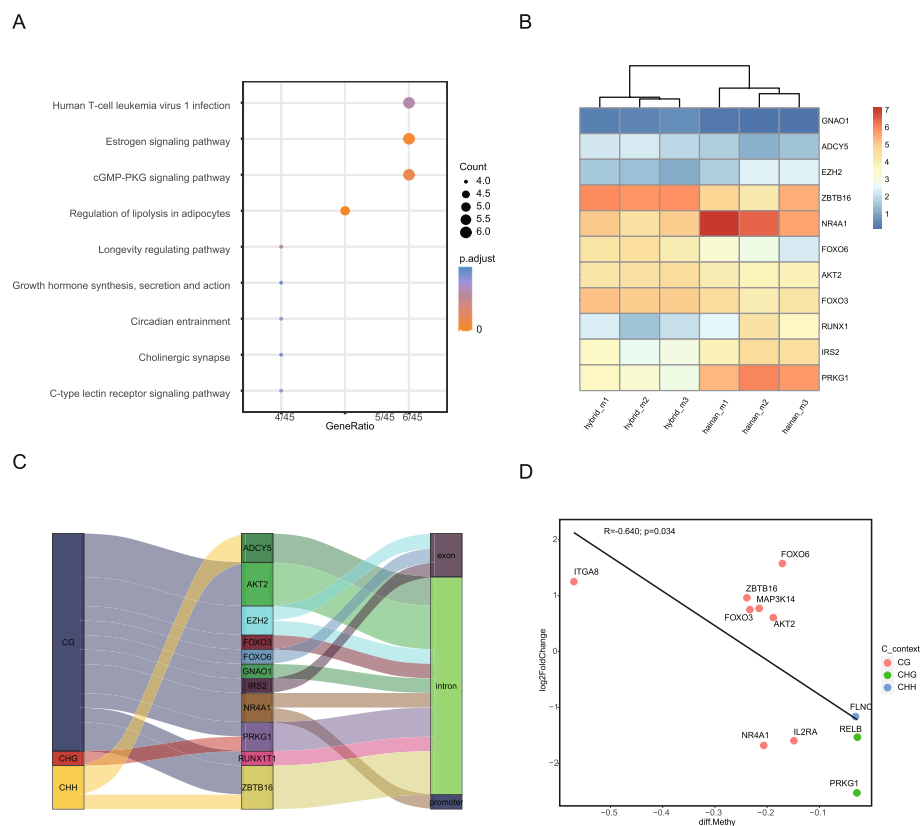 A
Human T-cell leukemia virus 1 infection
Estrogen signaling pathway
cGMP-PKG signaling pathway
Regulation of lipolysis in adipocytes
Longevity regulating pathway
Growth hormone synthesis, secretion and action
Circadian entrainment
Cholinergic synapse
C-type lectin receptor signaling pathway
4/45 5/45 6/45
GeneRatio
Count
4.0
4.5
5.0
5.5
6.0
p.adjust
0
B
GNAO1
ADCY5
EZH2
ZBTB16
NR4A1
FOXO6
AKT2
FOXO3
RUNX1
IRS2
PRKG1
hybrid_m1
hybrid_m2
hybrid_m3
hainan_m1
hainan_m2
hainan_m3
7
6
5
4
3
2
1
C
CG
CHG
CHH
ADCY5
AKT2
EZH2
FOXO3
FOXO6
GNAO1
IRS2
NR4A1
PRKG1
RUNX1T1
ZBTB16
exon
intron
promoter
D
R=-0.640; p=0.034
ITGA8
FOXO6
ZBTB16
MAP3K14
FOXO3
AKT2
FLNC
RELB
NR4A1
IL2RA
PRKG1
log2FoldChange
2
1
0
−1
−2
−0.5 −0.4 −0.3 −0.2 −0.1
diff.Methy
C_context
CG
CHG
CHH